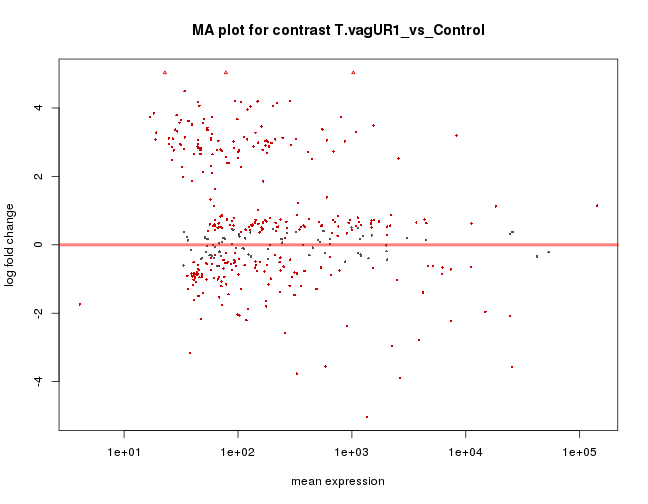 MA plot for contrast T.vagUR1_vs_Control
4
2
0
-2
-4
log fold change
1e+01 1e+02 1e+03 1e+04 1e+05
mean expression